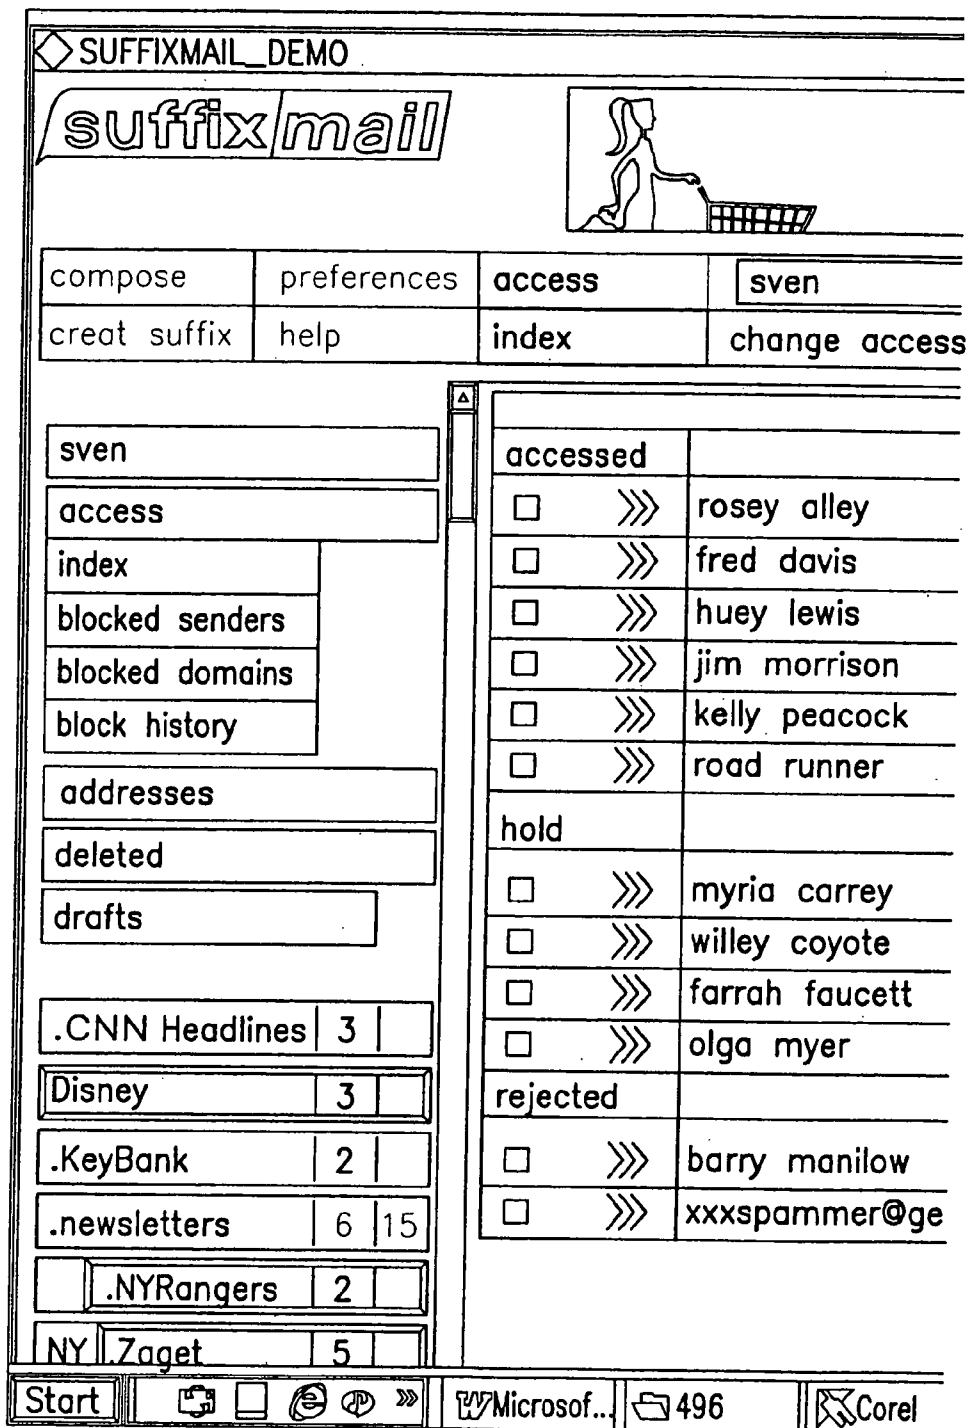 SUFFIXMAIL_DEMO
suffix mail
compose preferences access sven
creat suffix help index change access
sven
access
index
blocked senders
blocked domains
block history
addresses
deleted
drafts
.CNN Headlines 3
Disney 3
.KeyBank 2
.newsletters 6 15
.NYRangers 2
NY .Zaget 5
accessed
>>> rosey alley
>>> fred davis
>>> huey lewis
>>> jim morrison
>>> kelly peacock
>>> road runner
hold
>>> myria carrey
>>> willey coyote
>>> farrah faucett
>>> olga myer
rejected
>>> barry manilow
>>> xxxspammer@ge
Start >> W Microsof... 496 Corel